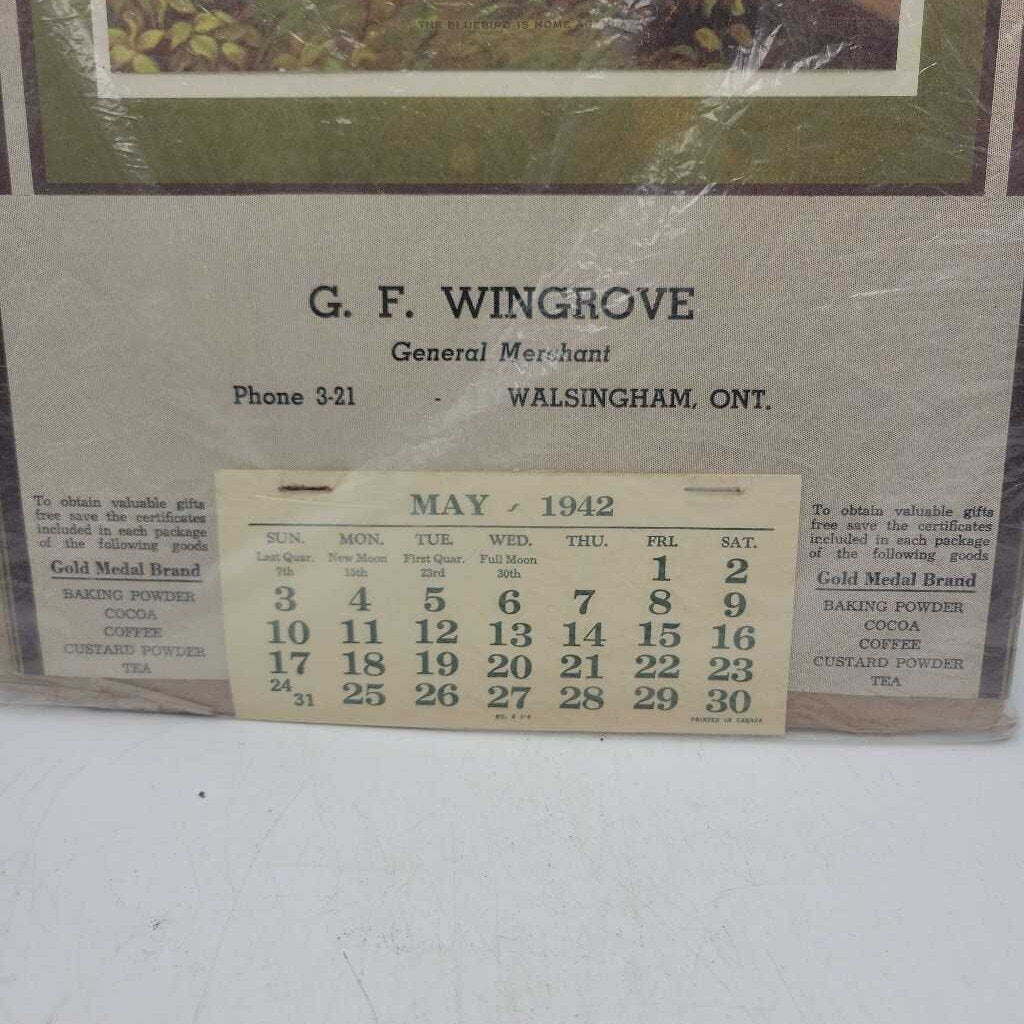 THE BLUEBIRD IS HOME AG
G. F. WINGROVE
General Merchant
Phone 3-21 - WALSINGHAM, ONT.
To obtain valuable gifts
free save the certificates
included in each package
of the following goods
Gold Medal Brand
BAKING POWDER
COCOA
COFFEE
CUSTARD POWDER
TEA
MAY - 1942
SUN. MON. TUE. WED. THU. FRI. SAT.
Last Quar. New Moon First Quar. Full Moon
7th 15th 23rd 30th
1 2
3 4 5 6 7 8 9
10 11 12 13 14 15 16
17 18 19 20 21 22 23
24 31 25 26 27 28 29 30
PRINTED IN CANADA
To obtain valuable gifts
free save the certificates
included in each package
of the following goods
Gold Medal Brand
BAKING POWDER
COCOA
COFFEE
CUSTARD POWDER
TEA